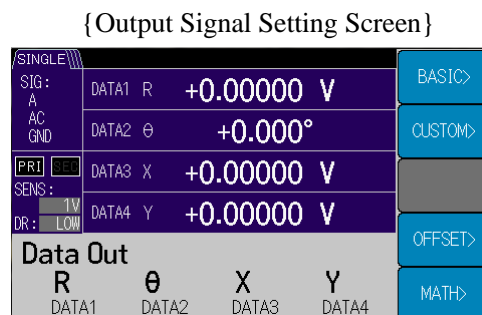 {Output Signal Setting Screen}
SINGLE
SIG:
A
AC
GND
PRI SEC
SENS:
1V
DR: LOW
DATA1 R +0.00000 V
DATA2 θ +0.000°
DATA3 X +0.00000 V
DATA4 Y +0.00000 V
Data Out
R θ X Y
DATA1 DATA2 DATA3 DATA4
BASIC>
CUSTOM>
OFFSET>
MATH>